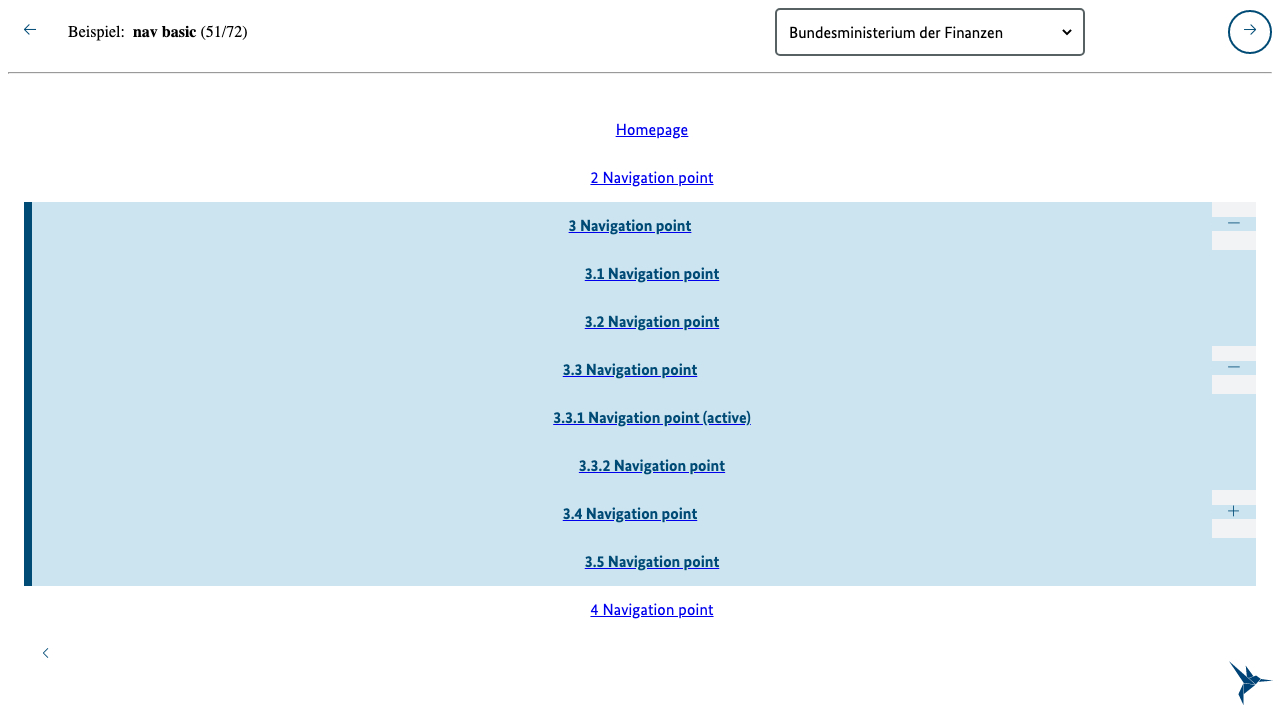 Beispiel: nav basic (51/72)
Bundesministerium der Finanzen
Homepage
2 Navigation point
3 Navigation point
3.1 Navigation point
3.2 Navigation point
3.3 Navigation point
3.3.1 Navigation point (active)
3.3.2 Navigation point
3.4 Navigation point
3.5 Navigation point
4 Navigation point